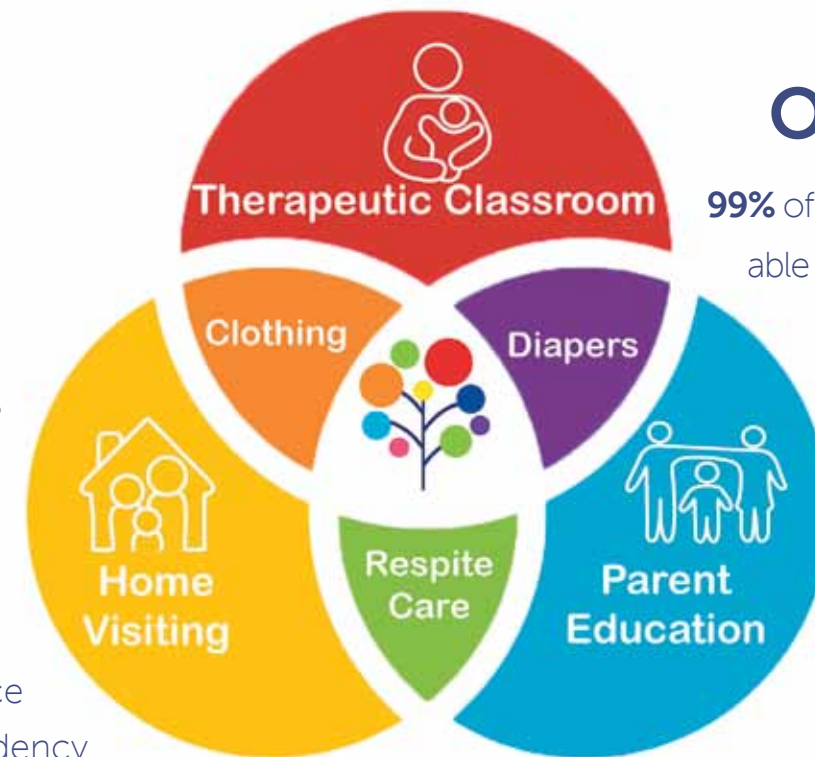 O
Therapeutic Classroom
99% of
able
Clothing
Diapers
Home
Visiting
Respite
Care
Parent
Education